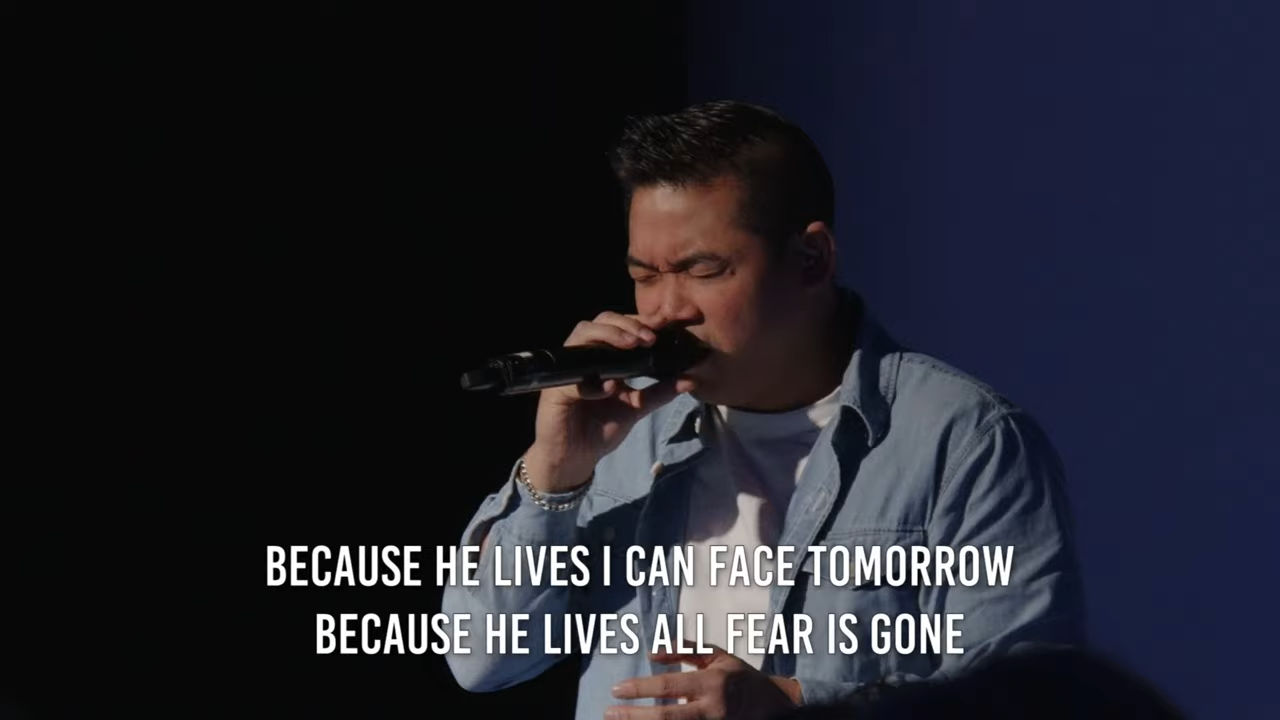 BECAUSE HE LIVES I CAN FACE TOMORROW
BECAUSE HE LIVES ALL FEAR IS GONE